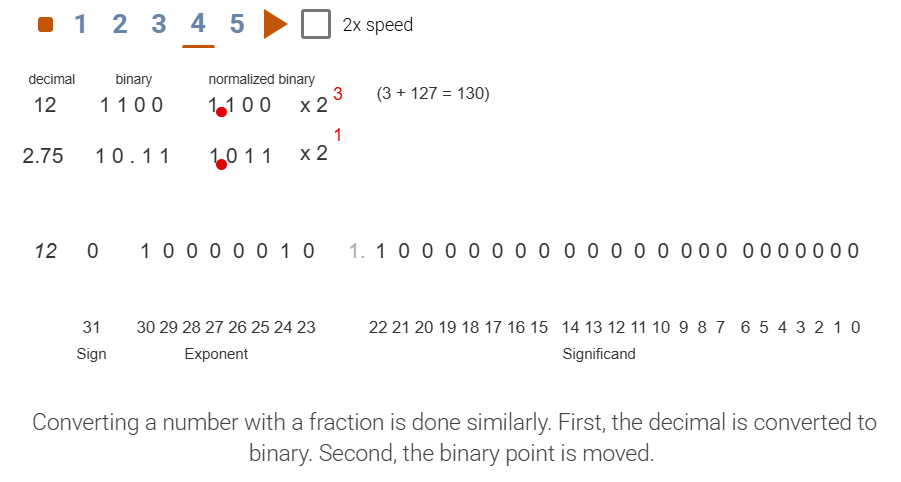 1 2 3 4 5 2x speed
decimal binary normalized binary
12 1 1 0 0 1.1 0 0 x 2 3 (3 + 127 = 130)
2.75 1 0 . 1 1 1.0 1 1 x 2 1
12 0 1 0 0 0 0 0 1 0 1. 1 0 0 0 0 0 0 0 0 0 0 0 0 0 0 0 0 0 0 0 0 0 0
31 30 29 28 27 26 25 24 23 22 21 20 19 18 17 16 15 14 13 12 11 10 9 8 7 6 5 4 3 2 1 0
Sign Exponent Significand
Converting a number with a fraction is done similarly. First, the decimal is converted to
binary. Second, the binary point is moved.